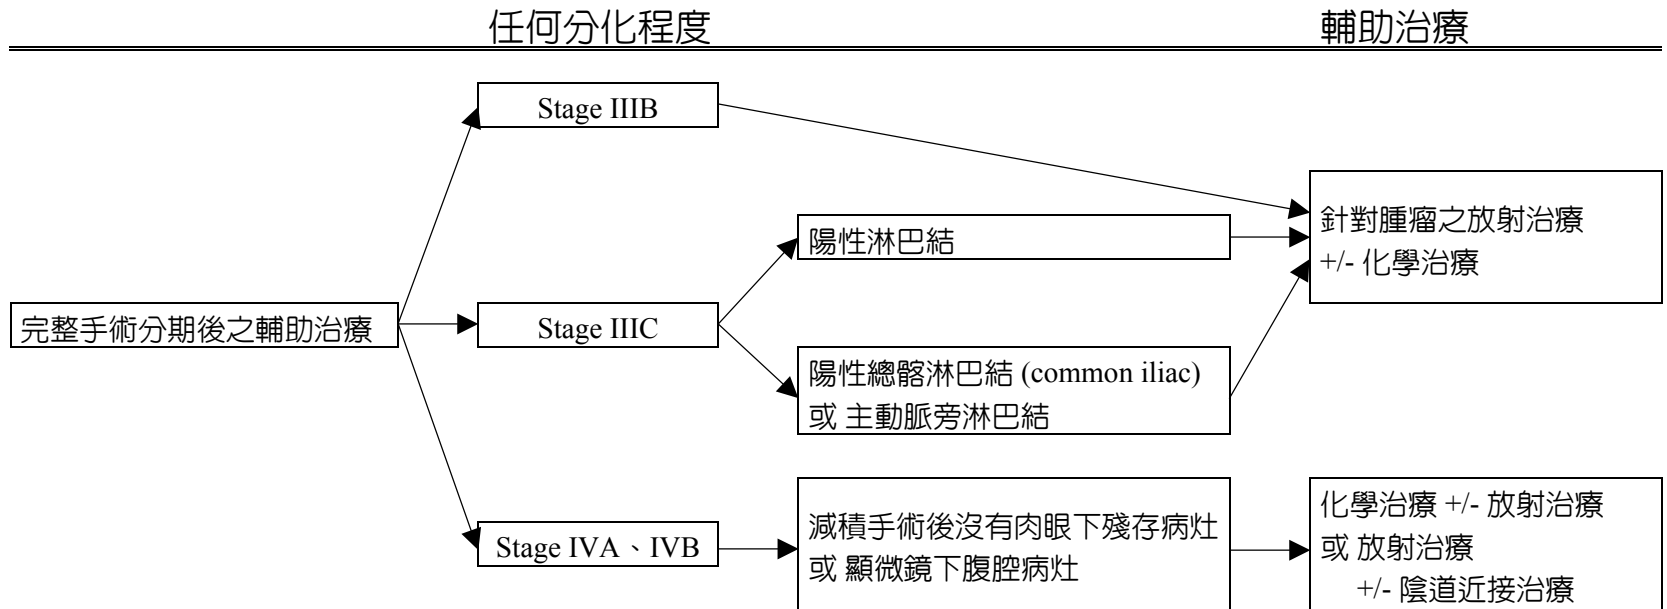 任何分化程度
輔助治療
Stage IIIB
針對腫瘤之放射治療
+/- 化學治療
陽性淋巴結
完整手術分期後之輔助治療
Stage IIIC
陽性總髂淋巴結 (common iliac)
或 主動脈旁淋巴結
Stage IVA、IVB
減積手術後沒有肉眼下殘存病灶
或 顯微鏡下腹腔病灶
化學治療 +/- 放射治療
或 放射治療
+/- 陰道近接治療